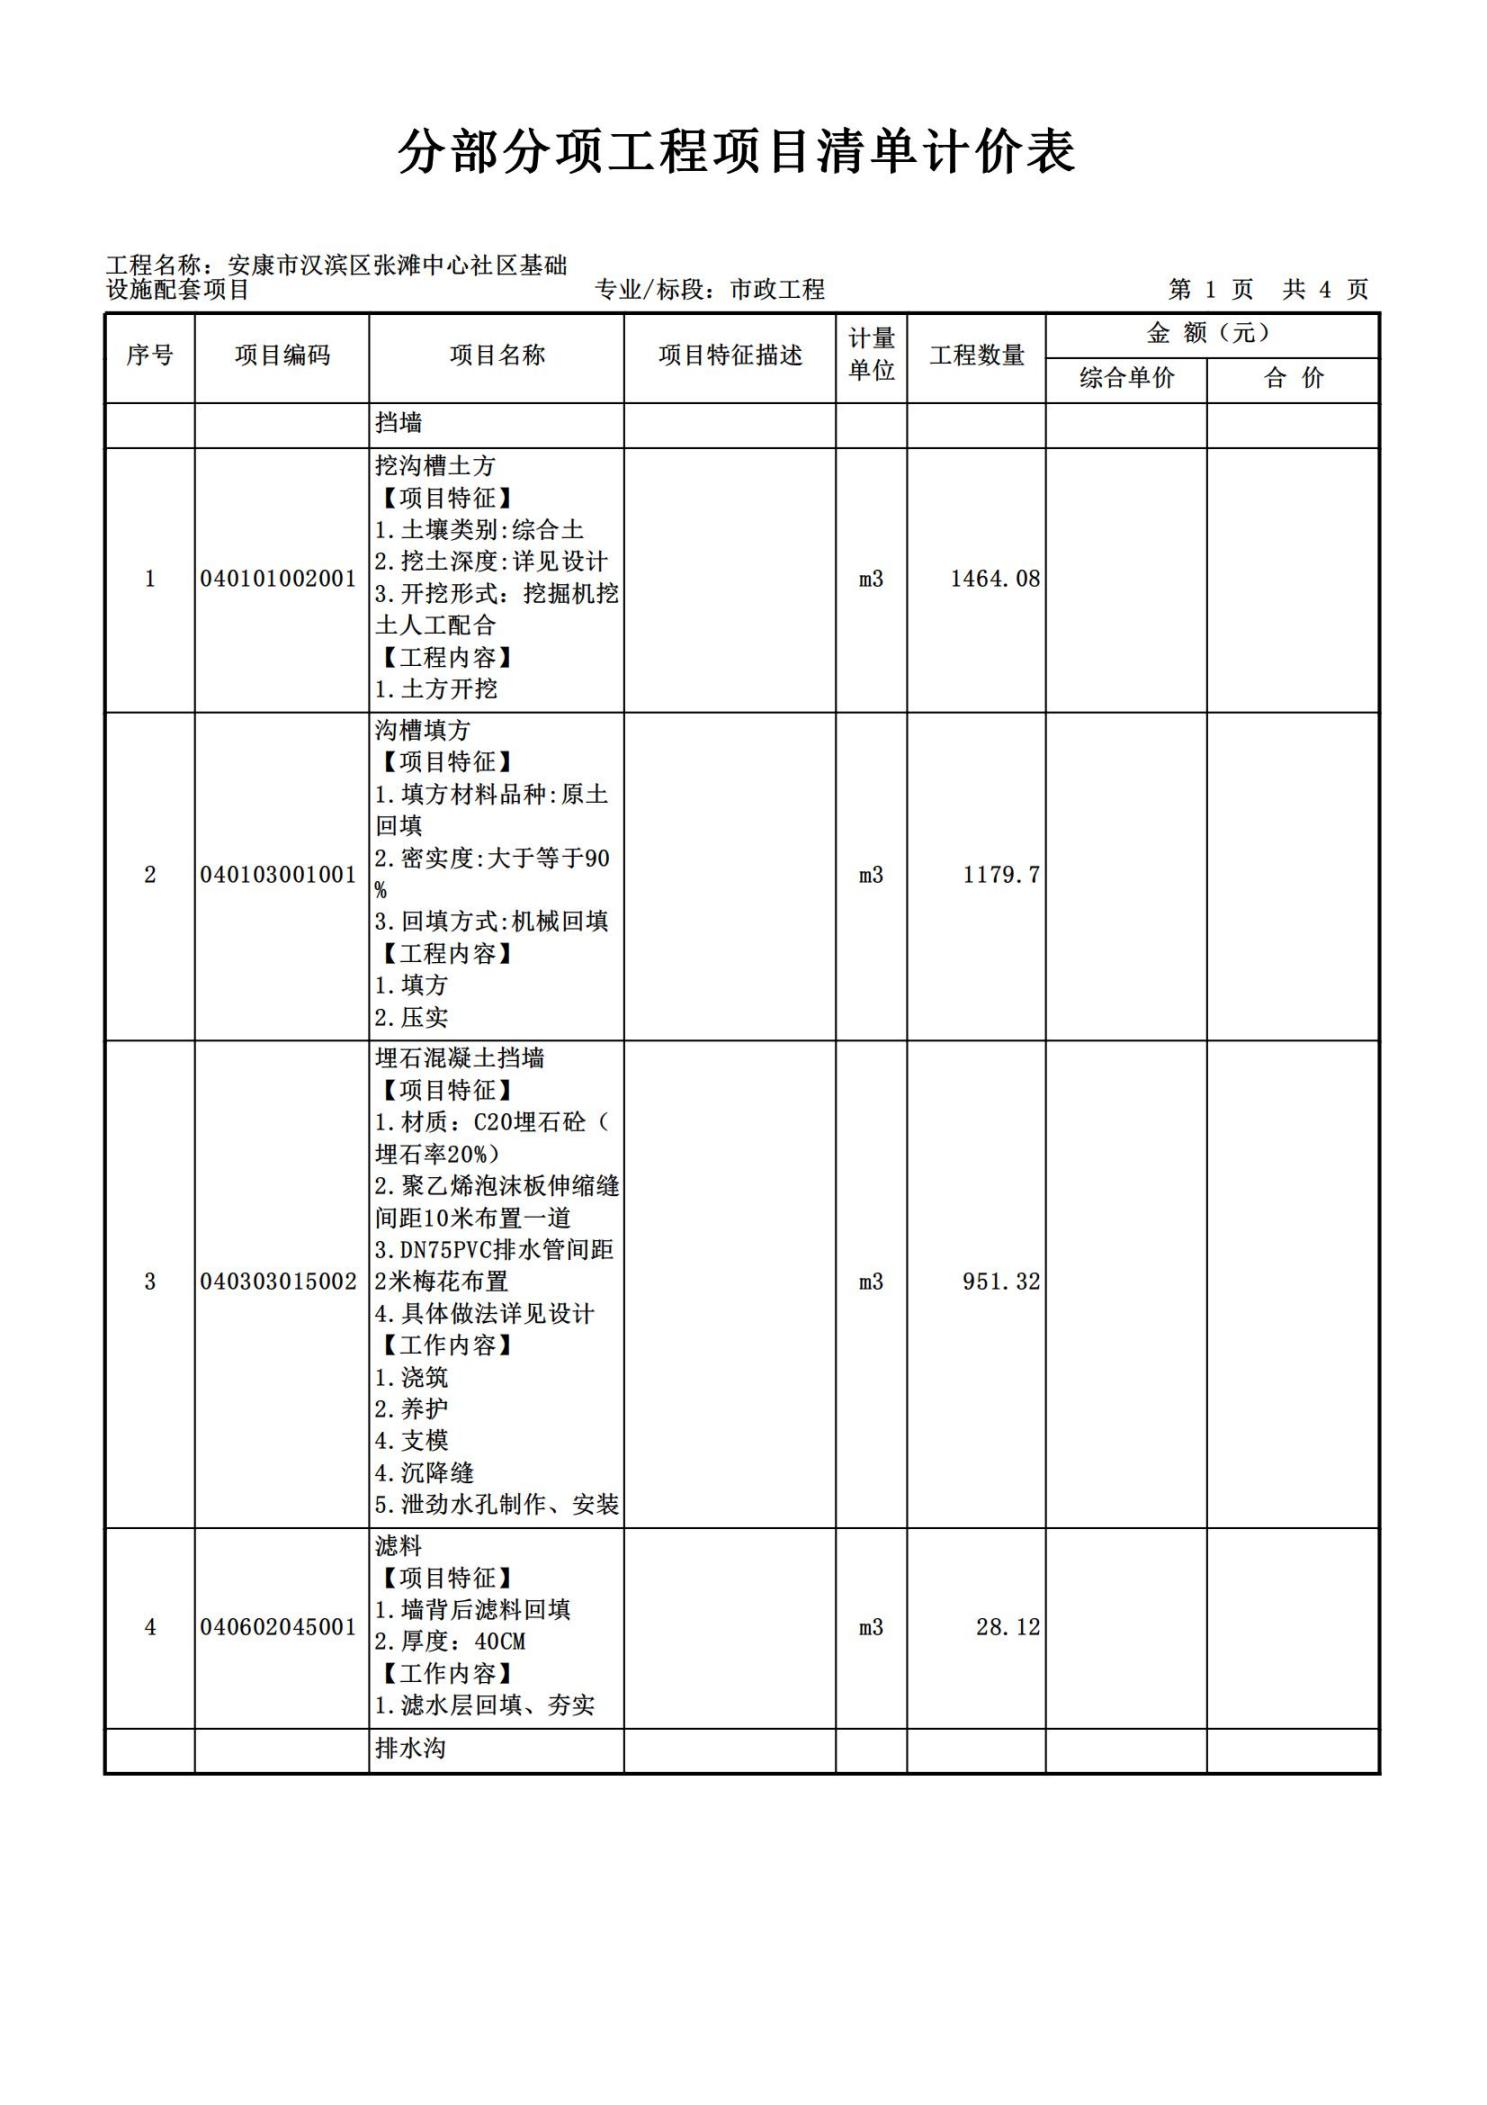 分部分项工程项目清单计价表
工程名称：安康市汉滨区张滩中心社区基础
设施配套项目 专业/标段：市政工程 第 1 页 共 4 页
序号 项目编码 项目名称 项目特征描述 计量
单位 工程数量 金 额（元）
综合单价 合 价
挡墙
1 040101002001 挖沟槽土方
【项目特征】
1.土壤类别:综合土
2.挖土深度:详见设计
3.开挖形式：挖掘机挖
土人工配合
【工程内容】
1.土方开挖
m3 1464.08
2 040103001001 沟槽填方
【项目特征】
1.填方材料品种:原土
回填
2.密实度:大于等于90
%
3.回填方式:机械回填
【工程内容】
1.填方
2.压实
m3 1179.7
3 040303015002 埋石混凝土挡墙
【项目特征】
1.材质：C20埋石砼（
埋石率20%）
2.聚乙烯泡沫板伸缩缝
间距10米布置一道
3.DN75PVC排水管间距
2米梅花布置
4.具体做法详见设计
【工作内容】
1.浇筑
2.养护
4.支模
4.沉降缝
5.泄劲水孔制作、安装
m3 951.32
4 040602045001 滤料
【项目特征】
1.墙背后滤料回填
2.厚度：40CM
【工作内容】
1.滤水层回填、夯实
m3 28.12
排水沟